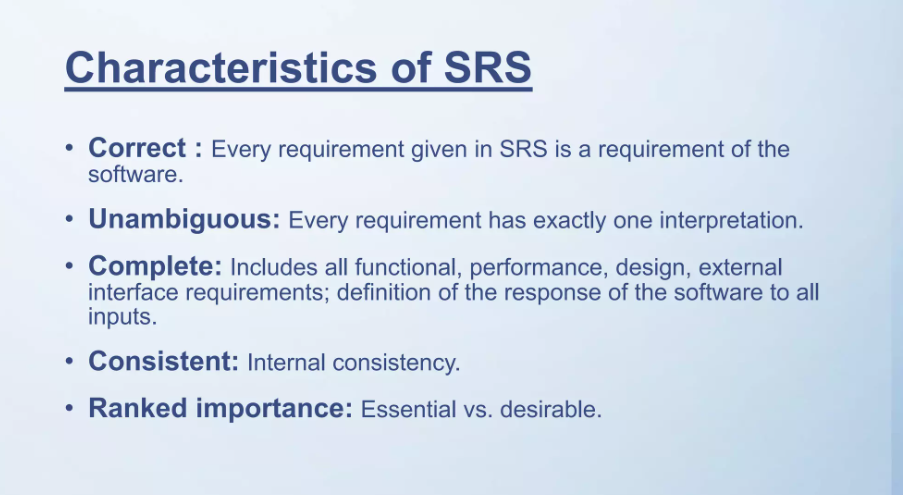 Characteristics of SRS
• Correct : Every requirement given in SRS is a requirement of the
software.
• Unambiguous: Every requirement has exactly one interpretation.
• Complete: Includes all functional, performance, design, external
interface requirements; definition of the response of the software to all
inputs.
• Consistent: Internal consistency.
• Ranked importance: Essential vs. desirable.